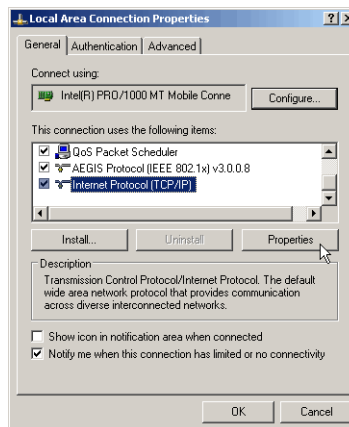 Local Area Connection Properties
General Authentication Advanced
Connect using:
Intel(R) PRO/1000 MT Mobile Conne
Configure...
This connection uses the following items:
QoS Packet Scheduler
AEGIS Protocol (IEEE 802.1x) v3.0.0.8
Internet Protocol (TCP/IP)
Install... Uninstall Properties
Description
Transmission Control Protocol/Internet Protocol. The default
wide area network protocol that provides communication
across diverse interconnected networks.
Show icon in notification area when connected
Notify me when this connection has limited or no connectivity
OK Cancel